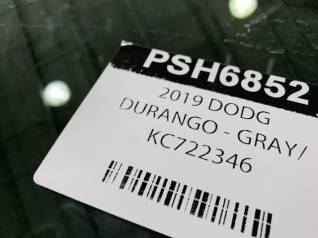 PSH6852
2019 DODG
DURANGO - GRAY/
KC722346